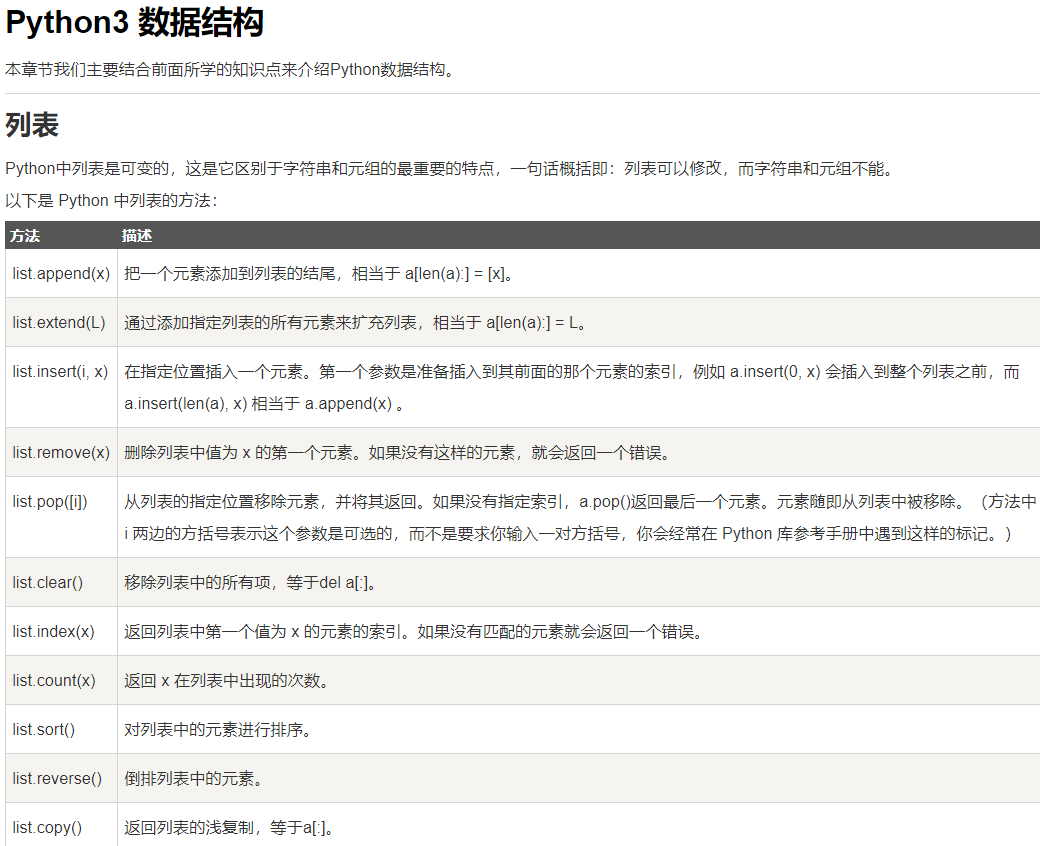 Python3 数据结构
本章节我们主要结合前面所学的知识点来介绍Python数据结构。
列表
Python中列表是可变的，这是它区别于字符串和元组的最重要的特点，一句话概括即：列表可以修改，而字符串和元组不能。
以下是 Python 中列表的方法：
方法 描述
list.append(x) 把一个元素添加到列表的结尾，相当于 a[len(a):] = [x]。
list.extend(L) 通过添加指定列表的所有元素来扩充列表，相当于 a[len(a):] = L。
list.insert(i, x) 在指定位置插入一个元素。第一个参数是准备插入到其前面的那个元素的索引，例如 a.insert(0, x) 会插入到整个列表之前，而
a.insert(len(a), x) 相当于 a.append(x) 。
list.remove(x) 删除列表中值为 x 的第一个元素。如果没有这样的元素，就会返回一个错误。
list.pop([i]) 从列表的指定位置移除元素，并将其返回。如果没有指定索引，a.pop()返回最后一个元素。元素随即从列表中被移除。（方法中
i 两边的方括号表示这个参数是可选的，而不是要求你输入一对方括号，你会经常在 Python 库参考手册中遇到这样的标记。）
list.clear() 移除列表中的所有项，等于del a[:]。
list.index(x) 返回列表中第一个值为 x 的元素的索引。如果没有匹配的元素就会返回一个错误。
list.count(x) 返回 x 在列表中出现的次数。
list.sort() 对列表中的元素进行排序。
list.reverse() 倒排列表中的元素。
list.copy() 返回列表的浅复制，等于a[:]。